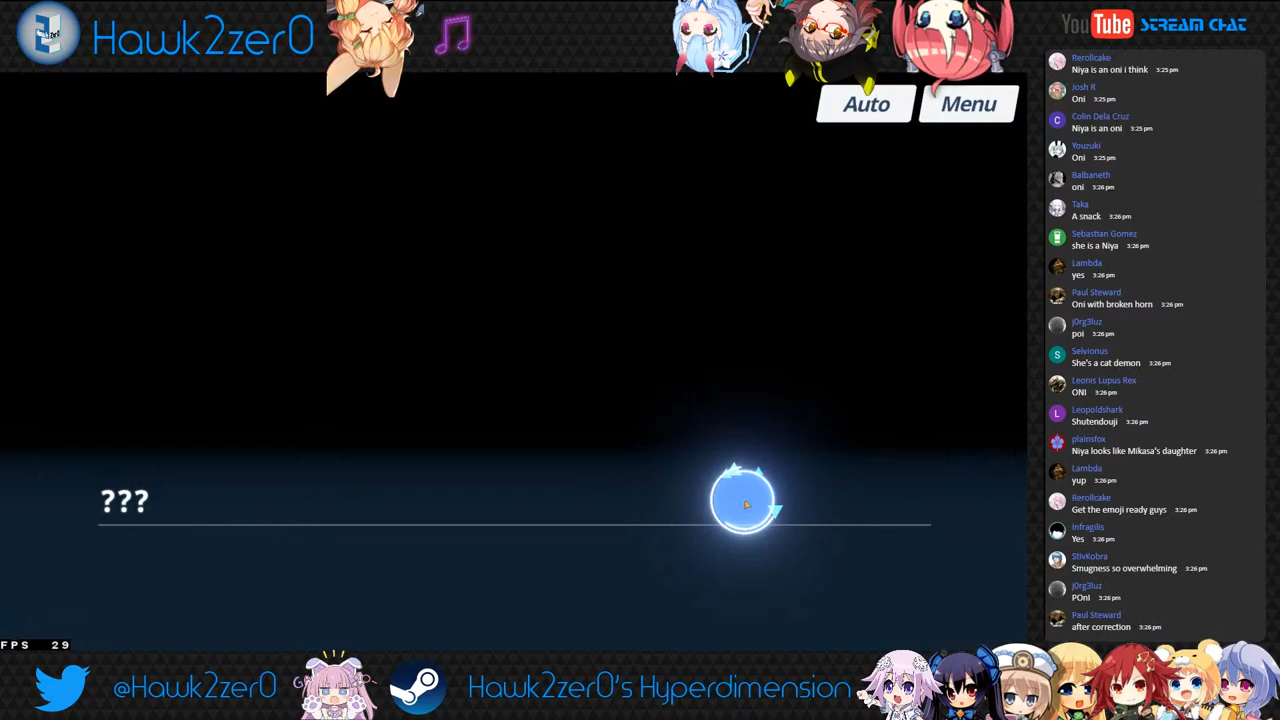 Hawk2zer0
YouTube STREAM CHAT
Auto
Menu
???
FPS 29
@Hawk2zer0
Hawk2zer0's Hyperdimension
Rerollcake
Niya is an oni i think 3:25 pm
Josh R
Oni 3:25 pm
Colin Dela Cruz
Niya is an oni 3:25 pm
Youzuki
Oni 3:25 pm
Balbaneth
oni 3:26 pm
Taka
A snack 3:26 pm
Sebastian Gomez
she is a Niya 3:26 pm
Lambda
yes 3:26 pm
Paul Steward
Oni with broken horn 3:26 pm
j0rg3luz
poi 3:26 pm
Selvionus
She's a cat demon 3:26 pm
Leonis Lupus Rex
ONI 3:26 pm
Leopoldshark
Shutendouji 3:26 pm
plainsfox
Niya looks like Mikasa's daughter 3:26 pm
Lambda
yup 3:26 pm
Rerollcake
Get the emoji ready guys 3:26 pm
Infragilis
Yes 3:26 pm
StivKobra
Smugness so overwhelming 3:26 pm
j0rg3luz
POnI 3:26 pm
Paul Steward
after correction 3:26 pm